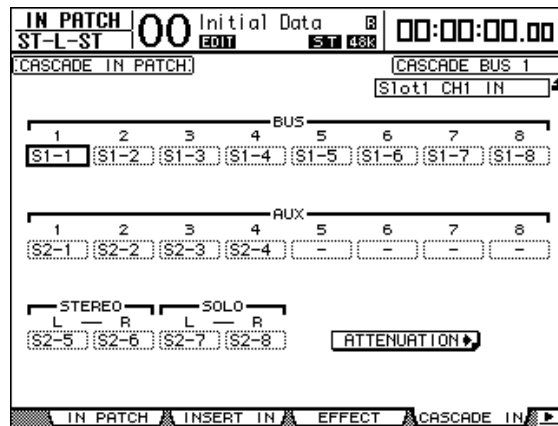 IN PATCH
ST-L-ST
00 Initial Data R
EDIT ST 48K
00:00:00.00
CASCADE IN PATCH
CASCADE BUS 1
Slot1 CH1 IN
BUS
1 2 3 4 5 6 7 8
S1-1 S1-2 S1-3 S1-4 S1-5 S1-6 S1-7 S1-8
AUX
1 2 3 4 5 6 7 8
S2-1 S2-2 S2-3 S2-4 - - - -
STEREO SOLO
L — R L — R
S2-5 S2-6 S2-7 S2-8
ATTENUATION
IN PATCH INSERT IN EFFECT CASCADE IN